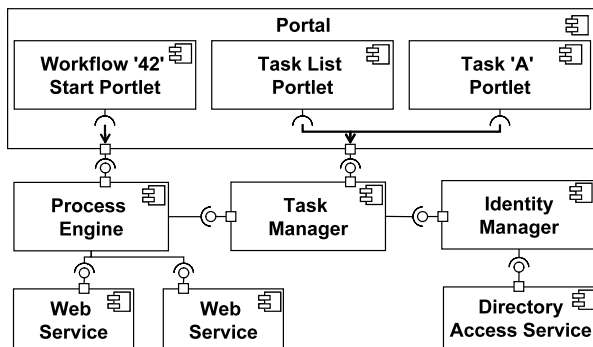 Portal
Workflow '42'
Start Portlet
Task List
Portlet
Task 'A'
Portlet
Process
Engine
Task
Manager
Identity
Manager
Web
Service
Web
Service
Directory
Access Service